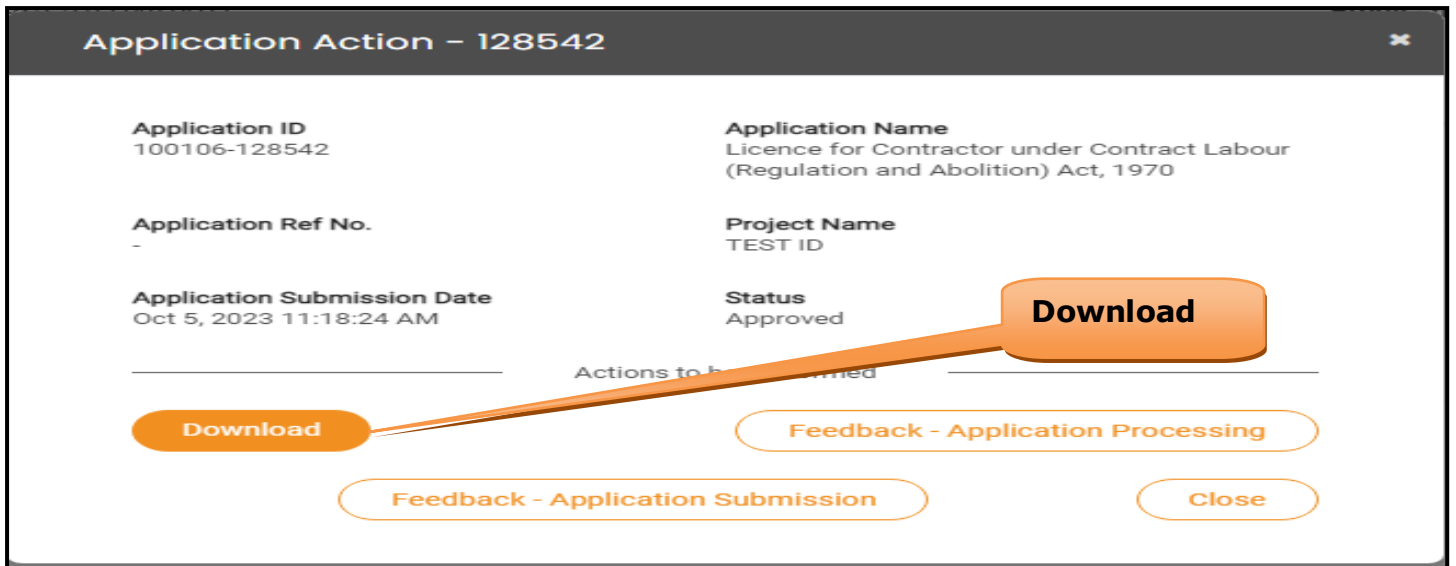 Application Action - 128542
Application ID
100106-128542
Application Name
Licence for Contractor under Contract Labour
(Regulation and Abolition) Act, 1970
Application Ref No.
-
Project Name
TEST ID
Application Submission Date
Oct 5, 2023 11:18:24 AM
Status
Approved
Download
Actions to
Download
Feedback - Application Processing
Feedback - Application Submission
Close